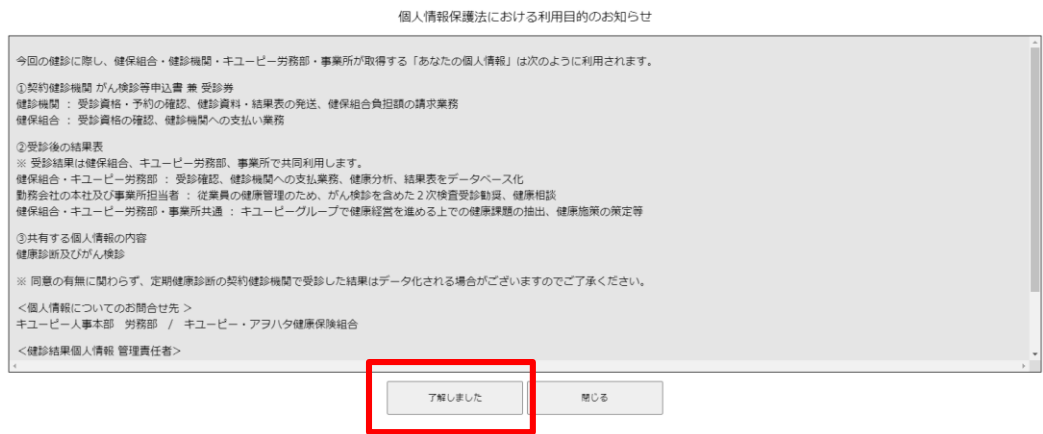 個人情報保護法における利用目的のお知らせ
今回の健診に際し、健保組合・健診機関・キユーピー労務部・事業所が取得する「あなたの個人情報」は次のように利用されます。
①契約健診機関 がん検診等申込書 兼 受診券
健診機関 ： 受診資格・予約の確認、健診資料・結果表の発送、健保組合負担額の請求業務
健保組合 ： 受診資格の確認、健診機関への支払い業務
②受診後の結果表
※ 受診結果は健保組合、キユーピー労務部、事業所で共同利用します。
健保組合・キユーピー労務部 ： 受診確認、健診機関への支払業務、健康分析、結果表をデータベース化
勤務会社の本社及び事業所担当者 ： 従業員の健康管理のため、がん検診を含めた２次検査受診勧奨、健康相談
健保組合・キユーピー労務部・事業所共通 ： キユーピーグループで健康経営を進める上での健康課題の抽出、健康施策の策定等
③共有する個人情報の内容
健康診断及びがん検診
※ 同意の有無に関わらず、定期健康診断の契約健診機関で受診した結果はデータ化される場合がございますのでご了承ください。
＜個人情報についてのお問合せ先 ＞
キユーピー人事本部　労務部　/　キユーピー・アヲハタ健康保険組合
＜健診結果個人情報 管理責任者＞
了解しました
閉じる